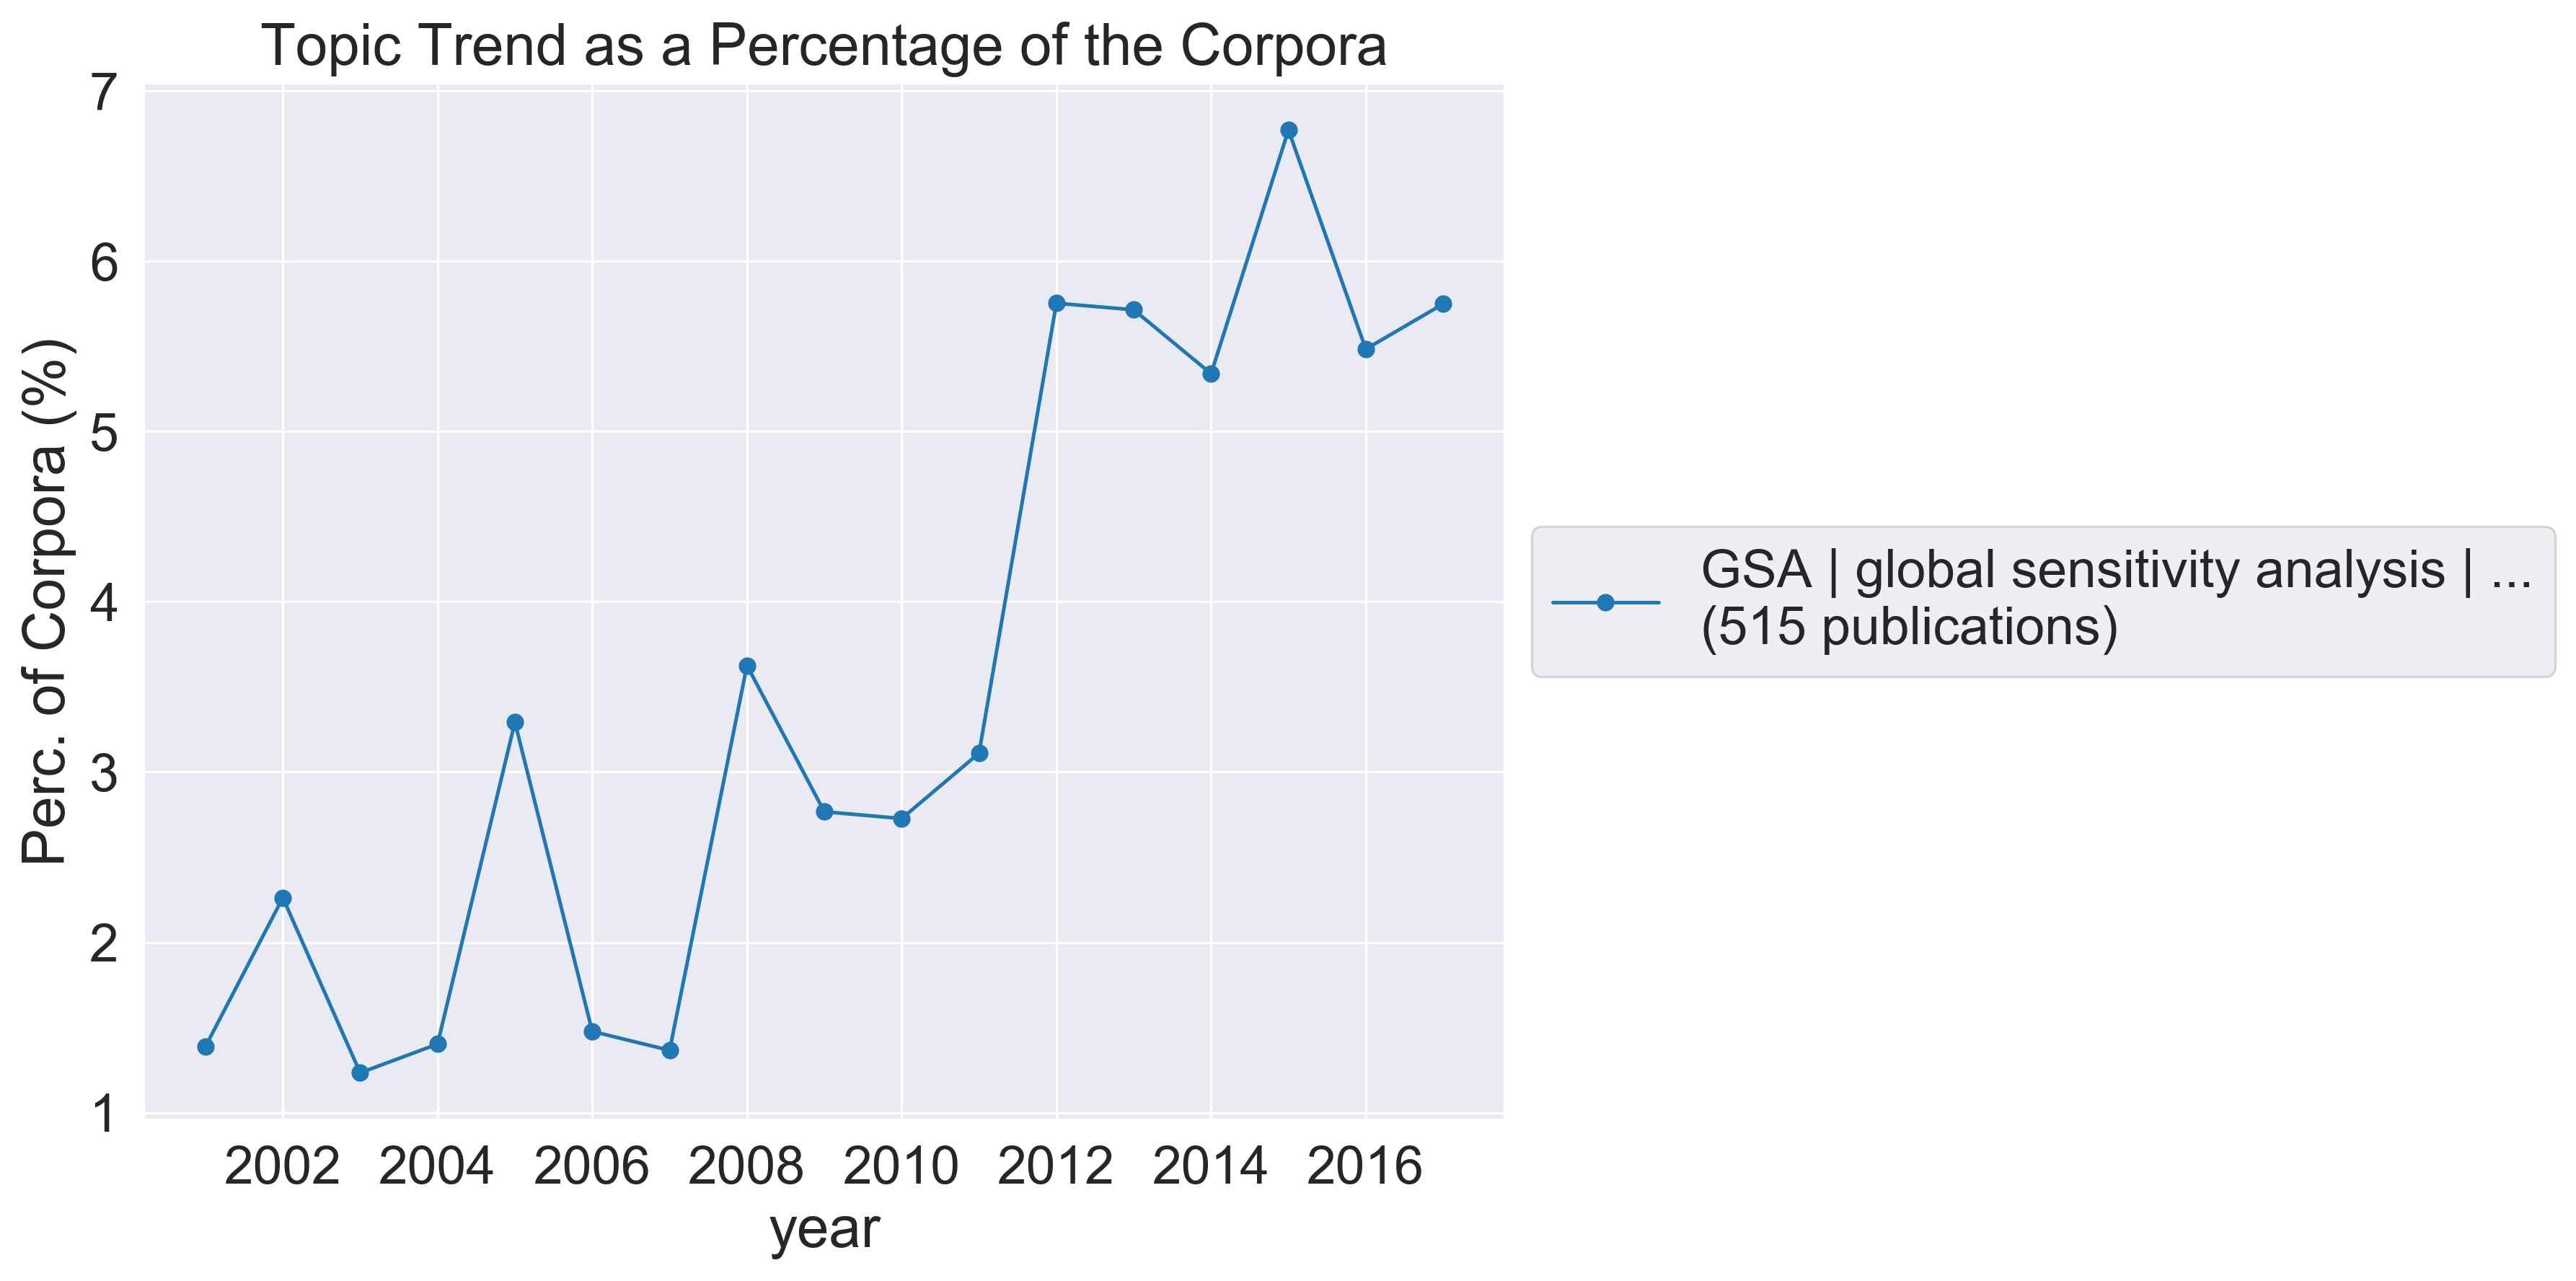 Topic Trend as a Percentage of the Corpora
7
6
5
4
3
2
1
Perc. of Corpora (%)
2002 2004 2006 2008 2010 2012 2014 2016
year
GSA | global sensitivity analysis | ...
(515 publications)